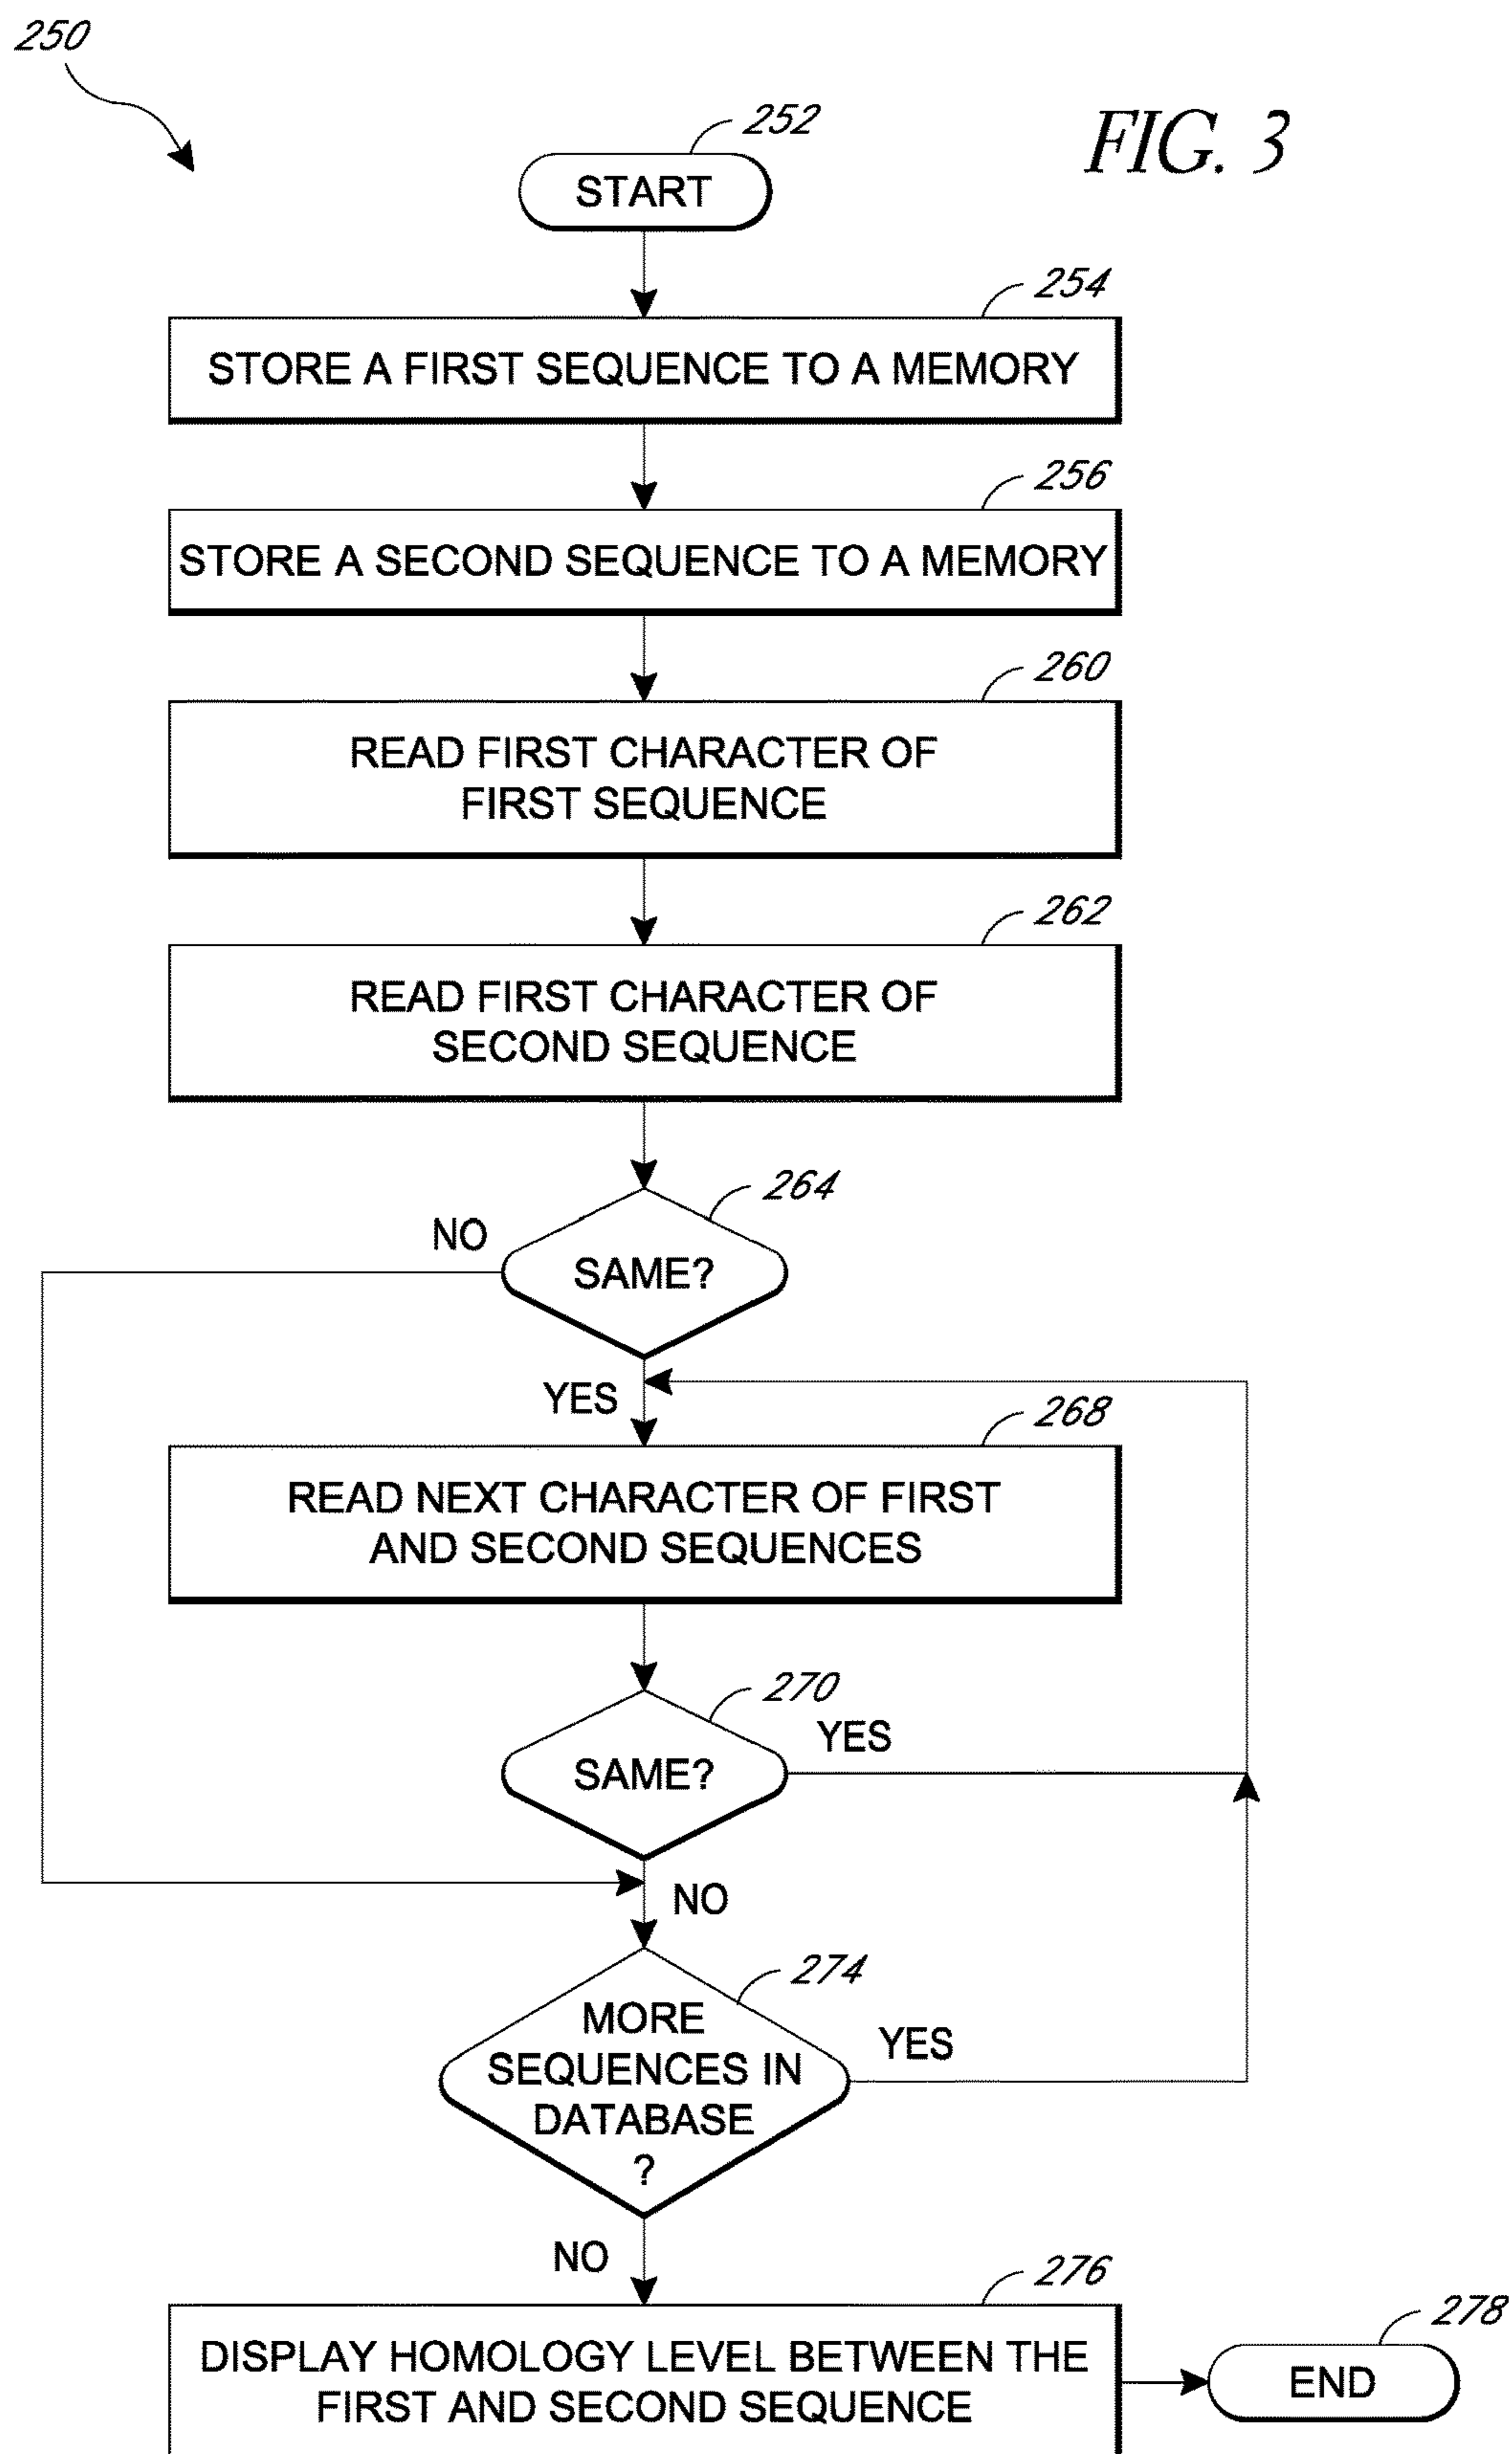 250
252
FIG. 3
START
254
STORE A FIRST SEQUENCE TO A MEMORY
256
STORE A SECOND SEQUENCE TO A MEMORY
260
READ FIRST CHARACTER OF
FIRST SEQUENCE
262
READ FIRST CHARACTER OF
SECOND SEQUENCE
264
NO
SAME?
YES
268
READ NEXT CHARACTER OF FIRST
AND SECOND SEQUENCES
270
YES
SAME?
NO
274
MORE
SEQUENCES IN
DATABASE
?
YES
NO
276
278
DISPLAY HOMOLOGY LEVEL BETWEEN THE
FIRST AND SECOND SEQUENCE
END